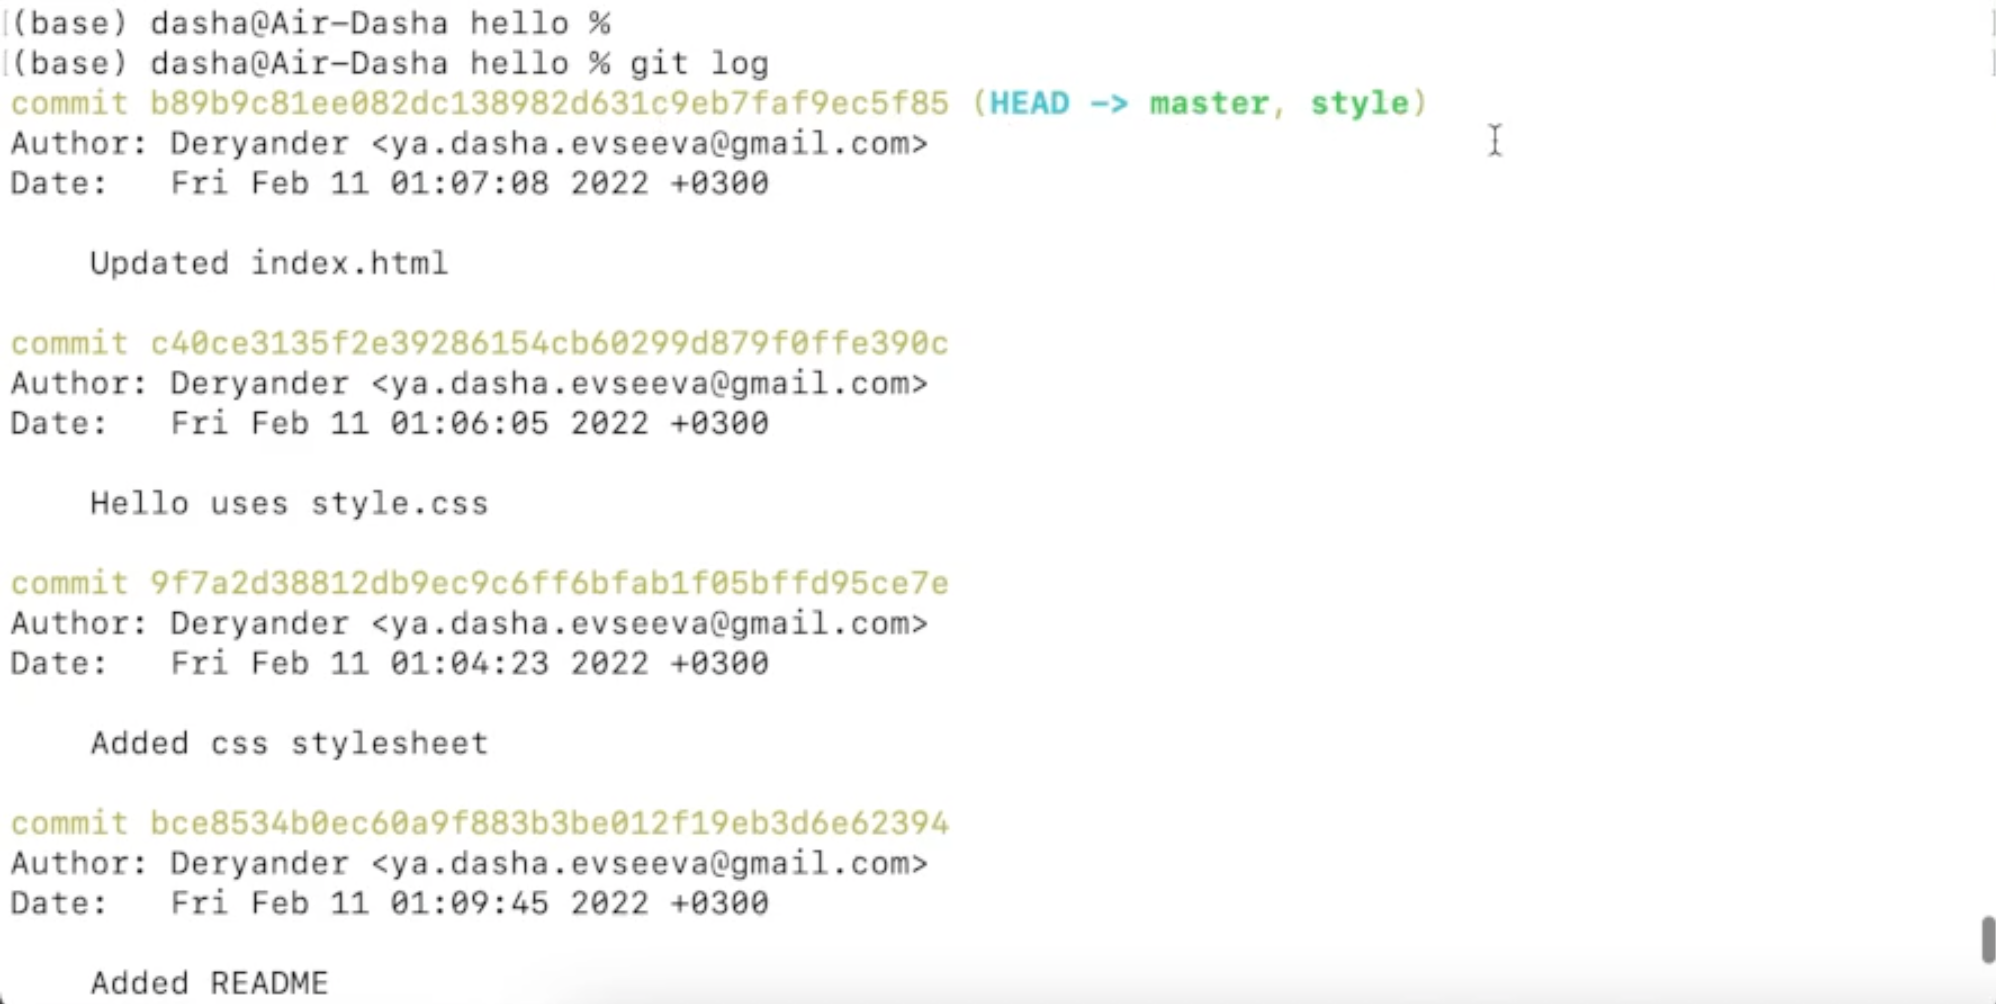 (base) dasha@Air-Dasha hello %
(base) dasha@Air-Dasha hello % git log
commit b89b9c81ee082dc138982d631c9eb7faf9ec5f85 (HEAD -> master, style)
Author: Deryander <ya.dasha.evseeva@gmail.com>
Date:   Fri Feb 11 01:07:08 2022 +0300
Updated index.html
commit c40ce3135f2e39286154cb60299d879f0ffe390c
Author: Deryander <ya.dasha.evseeva@gmail.com>
Date:   Fri Feb 11 01:06:05 2022 +0300
Hello uses style.css
commit 9f7a2d38812db9ec9c6ff6bfab1f05bffd95ce7e
Author: Deryander <ya.dasha.evseeva@gmail.com>
Date:   Fri Feb 11 01:04:23 2022 +0300
Added css stylesheet
commit bce8534b0ec60a9f883b3be012f19eb3d6e62394
Author: Deryander <ya.dasha.evseeva@gmail.com>
Date:   Fri Feb 11 01:09:45 2022 +0300
Added README